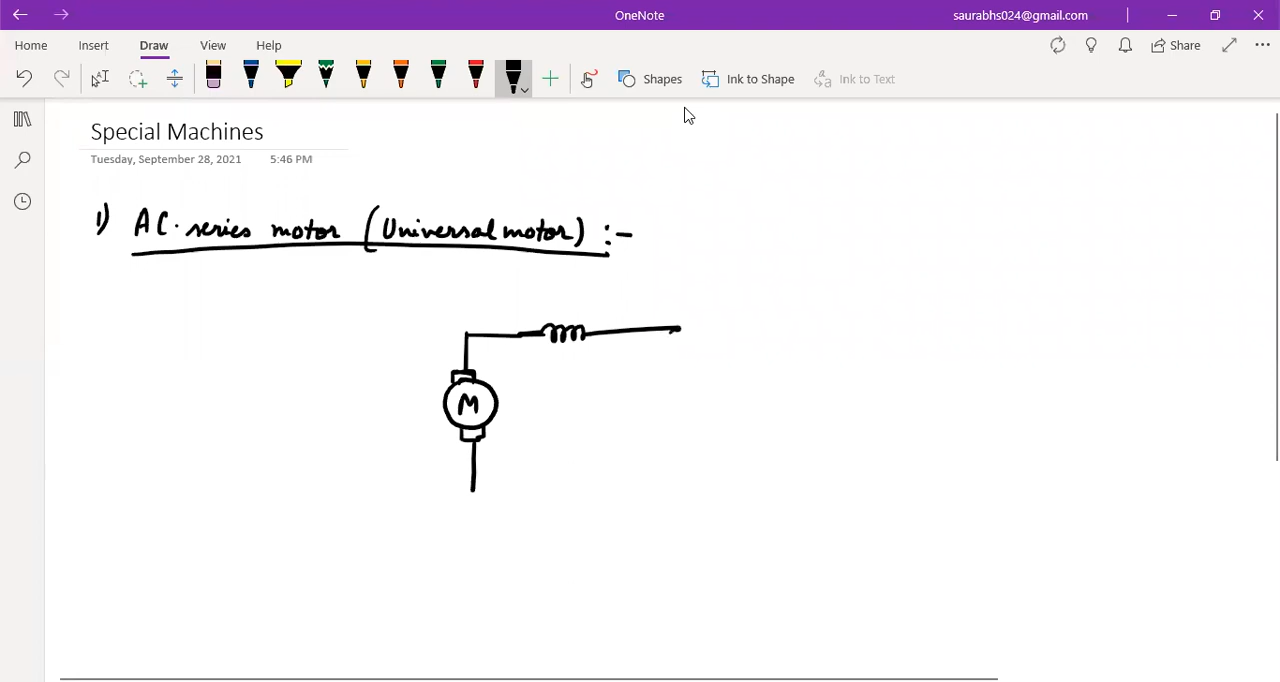 OneNote
saurabhs024@gmail.com
Home Insert Draw View Help
Share
Shapes Ink to Shape Ink to Text
Special Machines
Tuesday, September 28, 2021 5:46 PM
1) AC. series motor (Universal motor) :-
M